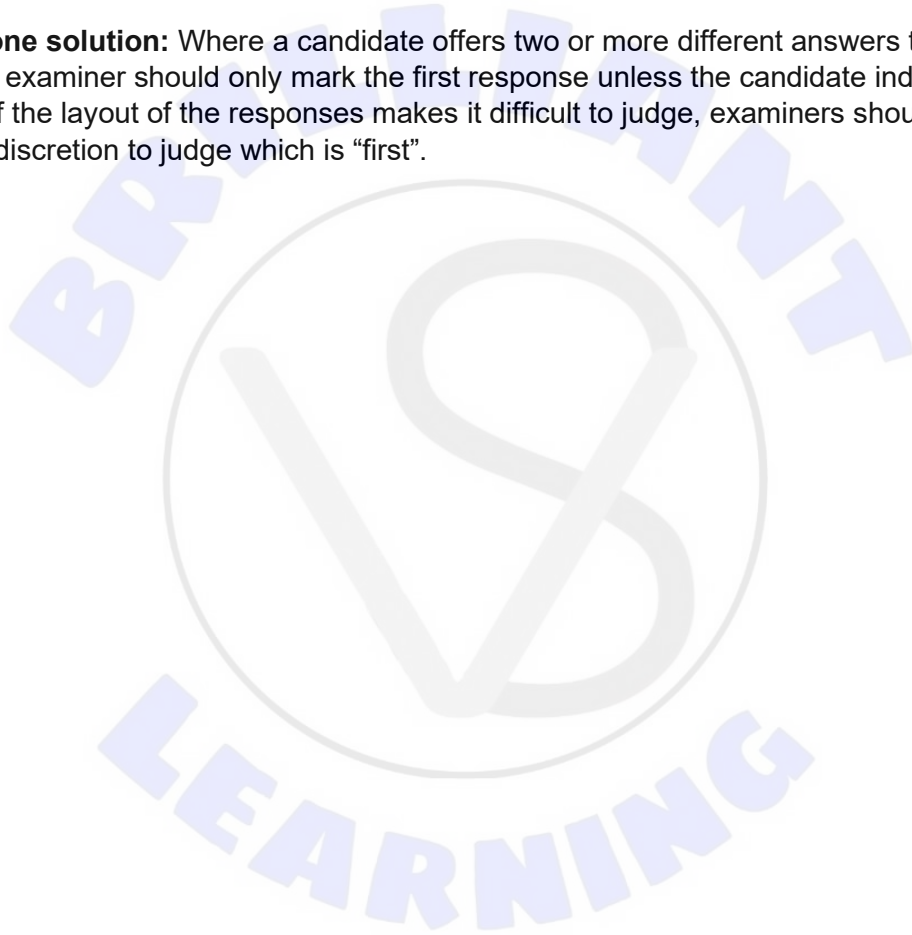 one solution: Where a candidate offers two or more different answers
examiner should only mark the first response unless the candidate
f the layout of the responses makes it difficult to judge, examiners
discretion to judge which is “first”.
BRILLIANT
VS
LEARNING